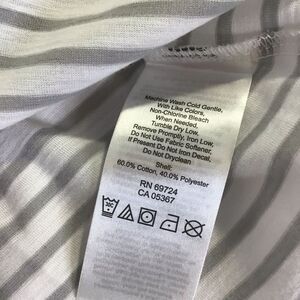 Machine Wash Cold Gentle,
With Like Colors,
Non-Chlorine Bleach
When Needed.
Tumble Dry Low,
Remove Promptly, Iron Low,
Do Not Use Fabric Softener,
If Present Do Not Iron Decal,
Do Not Dryclean
Shell:
60.0% Cotton, 40.0% Polyester
RN 69724
CA 05367